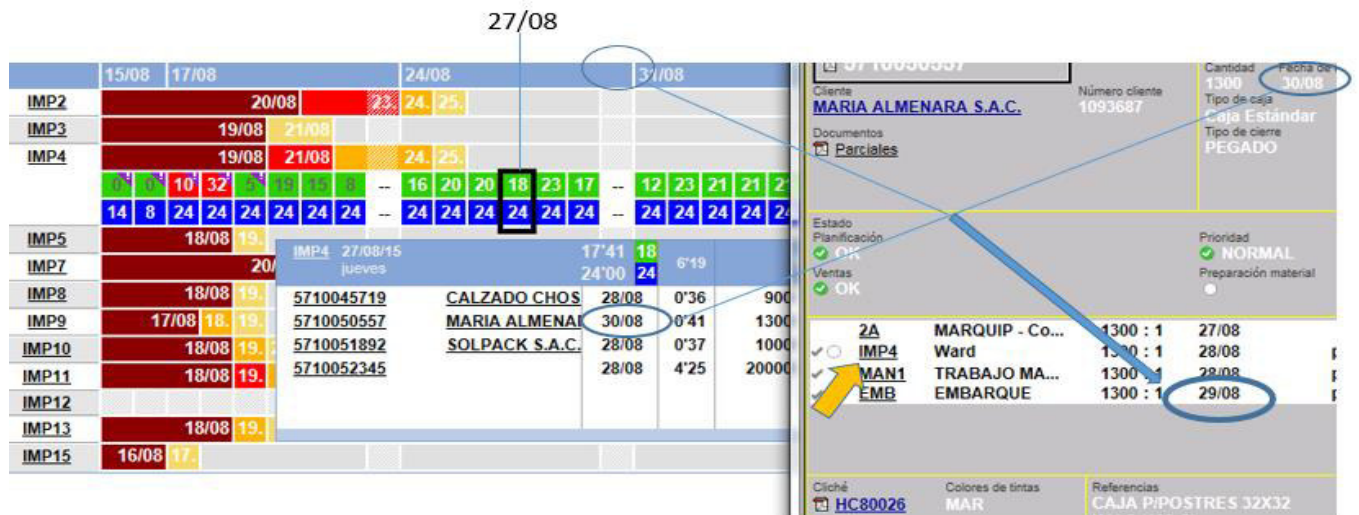 27/08
15/08 17/08 24/08 31/08
IMP2 20/08 23. 24. 25.
IMP3 19/08 21/08
IMP4 19/08 21/08 24. 25.
0 0 10 32 5 19 15 8 -- 16 20 20 18 23 17 -- 12 23 21 21
14 8 24 24 24 24 24 24 -- 24 24 24 24 24 24 -- 24 24 24 24
IMP5 18/08 19.
IMP7
IMP8 18/08 19.
IMP9 17/08 18. 19.
IMP10 18/08 19.
IMP11 18/08 19.
IMP12
IMP13 18/08 19.
IMP15 16/08 17.
IMP4 27/08/15 17'41 18 6'19
jueves 24'00 24
5710045719 CALZADO CHOS 28/08 0'36 900
5710050557 MARIA ALMENAR 30/08 0'41 1300
5710051892 SOLPACK S.A.C. 28/08 0'37 1000
5710052345 28/08 4'25 20000
5710050557
Cantidad Fecha de
1300 30/08
Cliente Número cliente Tipo de caja
MARIA ALMENARA S.A.C. 1093687 Caja Estándar
Documentos Tipo de cierre
Parciales PEGADO
Estado
Planificación Prioridad
OK NORMAL
Ventas Preparación material
OK
2A MARQUIP - Co... 1300 : 1 27/08
IMP4 Ward 1300 : 1 28/08
MAN1 TRABAJO MA... 1300 : 1 28/08
EMB EMBARQUE 1300 : 1 29/08
Cliché Colores de tintas Referencias
HC80026 MAR CAJA P/POSTRES 32X32